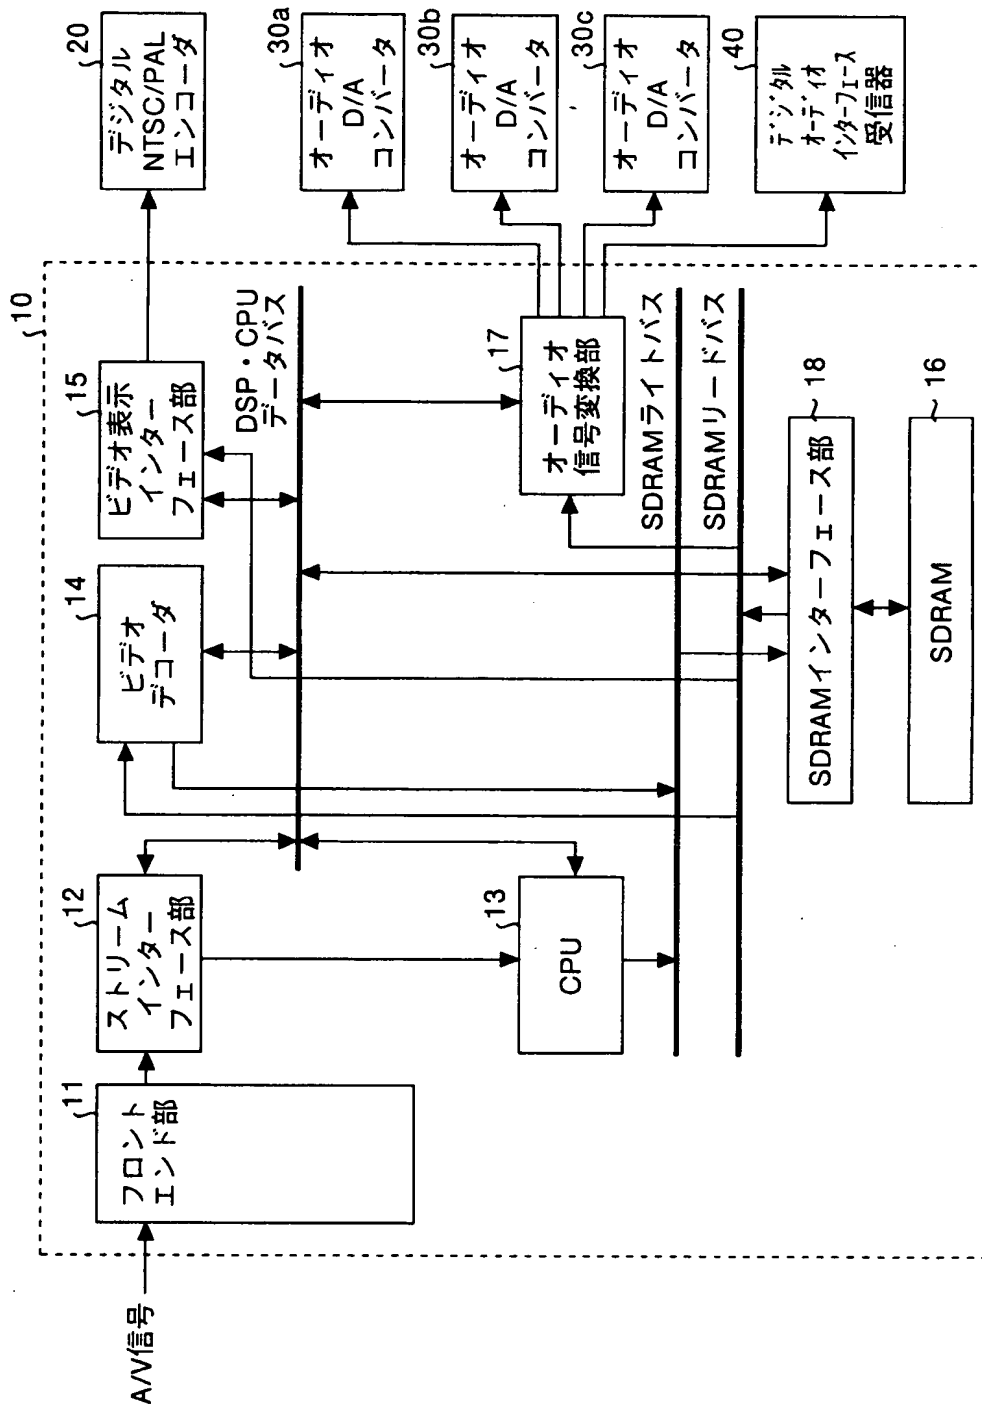 10
A/V信号
11
フロント
エンド部
12
ストリーム
インター
フェース部
13
CPU
14
ビデオ
デコーダ
15
ビデオ表示
インター
フェース部
DSP・CPU
データバス
17
オーディオ
信号変換部
SDRAMライトバス
SDRAMリードバス
SDRAMインターフェース部
18
SDRAM
16
20
デジタル
NTSC/PAL
エンコーダ
30a
オーディオ
D/A
コンバータ
30b
オーディオ
D/A
コンバータ
30c
オーディオ
D/A
コンバータ
40
デジタル
オーディオ
インターフェース
受信器